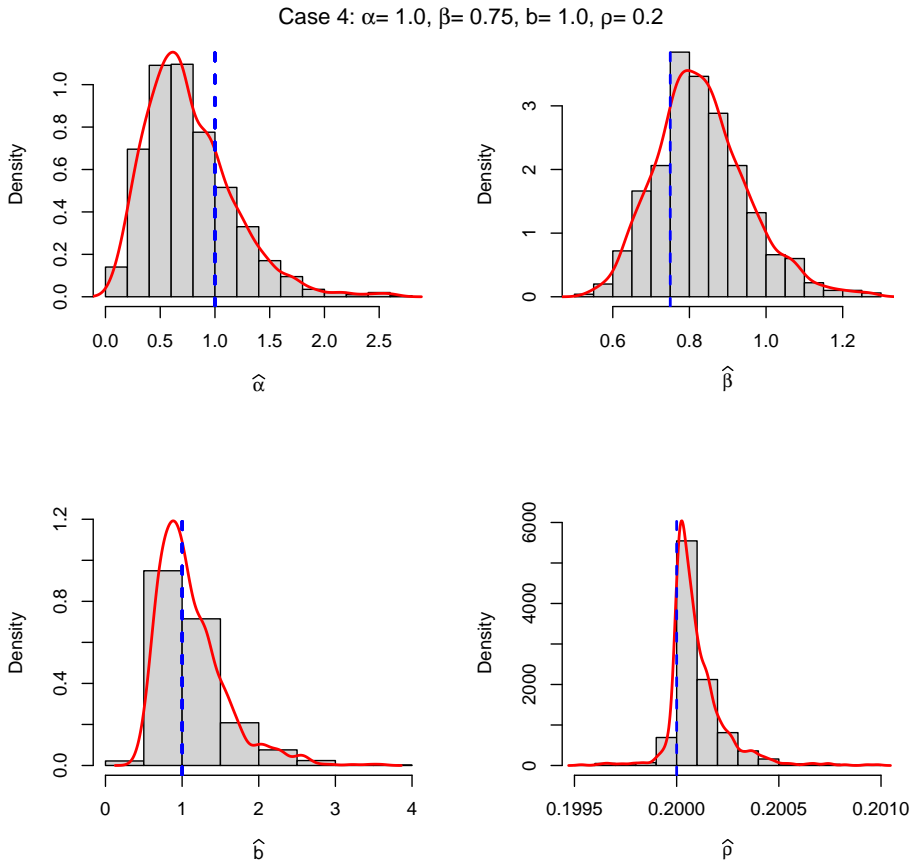 Case 4: α= 1.0, β= 0.75, b= 1.0, ρ= 0.2
Density
0.0 0.2 0.4 0.6 0.8 1.0
0.0 0.5 1.0 1.5 2.0 2.5
α̂
Density
0 1 2 3
0.6 0.8 1.0 1.2
β̂
Density
0.0 0.4 0.8 1.2
0 1 2 3 4
b̂
Density
0 2000 4000 6000
0.1995 0.2000 0.2005 0.2010
ρ̂